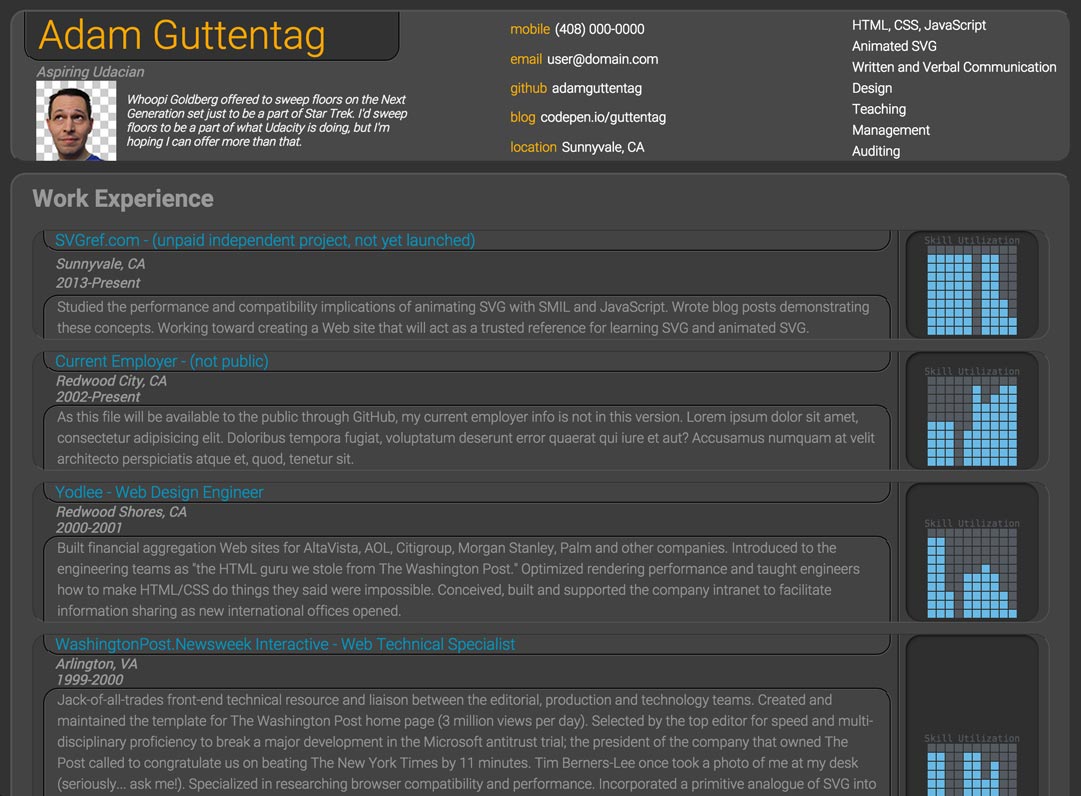 Adam Guttentag
Aspiring Udacian
Whoopi Goldberg offered to sweep floors on the Next
Generation set just to be a part of Star Trek. I'd sweep
floors to be a part of what Udacity is doing, but I'm
hoping I can offer more than that.
mobile (408) 000-0000
email user@domain.com
github adamguttentag
blog codepen.io/guttentag
location Sunnyvale, CA
HTML, CSS, JavaScript
Animated SVG
Written and Verbal Communication
Design
Teaching
Management
Auditing
Work Experience
SVGref.com - (unpaid independent project, not yet launched)
Sunnyvale, CA
2013-Present
Studied the performance and compatibility implications of animating SVG with SMIL and JavaScript. Wrote blog posts demonstrating
these concepts. Working toward creating a Web site that will act as a trusted reference for learning SVG and animated SVG.
Skill Utilization
Current Employer - (not public)
Redwood City, CA
2002-Present
As this file will be available to the public through GitHub, my current employer info is not in this version. Lorem ipsum dolor sit amet,
consectetur adipisicing elit. Doloribus tempora fugiat, voluptatum deserunt error quaerat qui iure et aut? Accusamus numquam at velit
architecto perspiciatis atque et, quod, tenetur sit.
Skill Utilization
Yodlee - Web Design Engineer
Redwood Shores, CA
2000-2001
Built financial aggregation Web sites for AltaVista, AOL, Citigroup, Morgan Stanley, Palm and other companies. Introduced to the
engineering teams as "the HTML guru we stole from The Washington Post." Optimized rendering performance and taught engineers
how to make HTML/CSS do things they said were impossible. Conceived, built and supported the company intranet to facilitate
information sharing as new international offices opened.
Skill Utilization
WashingtonPost.Newsweek Interactive - Web Technical Specialist
Arlington, VA
1999-2000
Jack-of-all-trades front-end technical resource and liaison between the editorial, production and technology teams. Created and
maintained the template for The Washington Post home page (3 million views per day). Selected by the top editor for speed and multi-
disciplinary proficiency to break a major development in the Microsoft antitrust trial; the president of the company that owned The
Post called to congratulate us on beating The New York Times by 11 minutes. Tim Berners-Lee once took a photo of me at my desk
(seriously... ask me!). Specialized in researching browser compatibility and performance. Incorporated a primitive analogue of SVG into
Skill Utilization